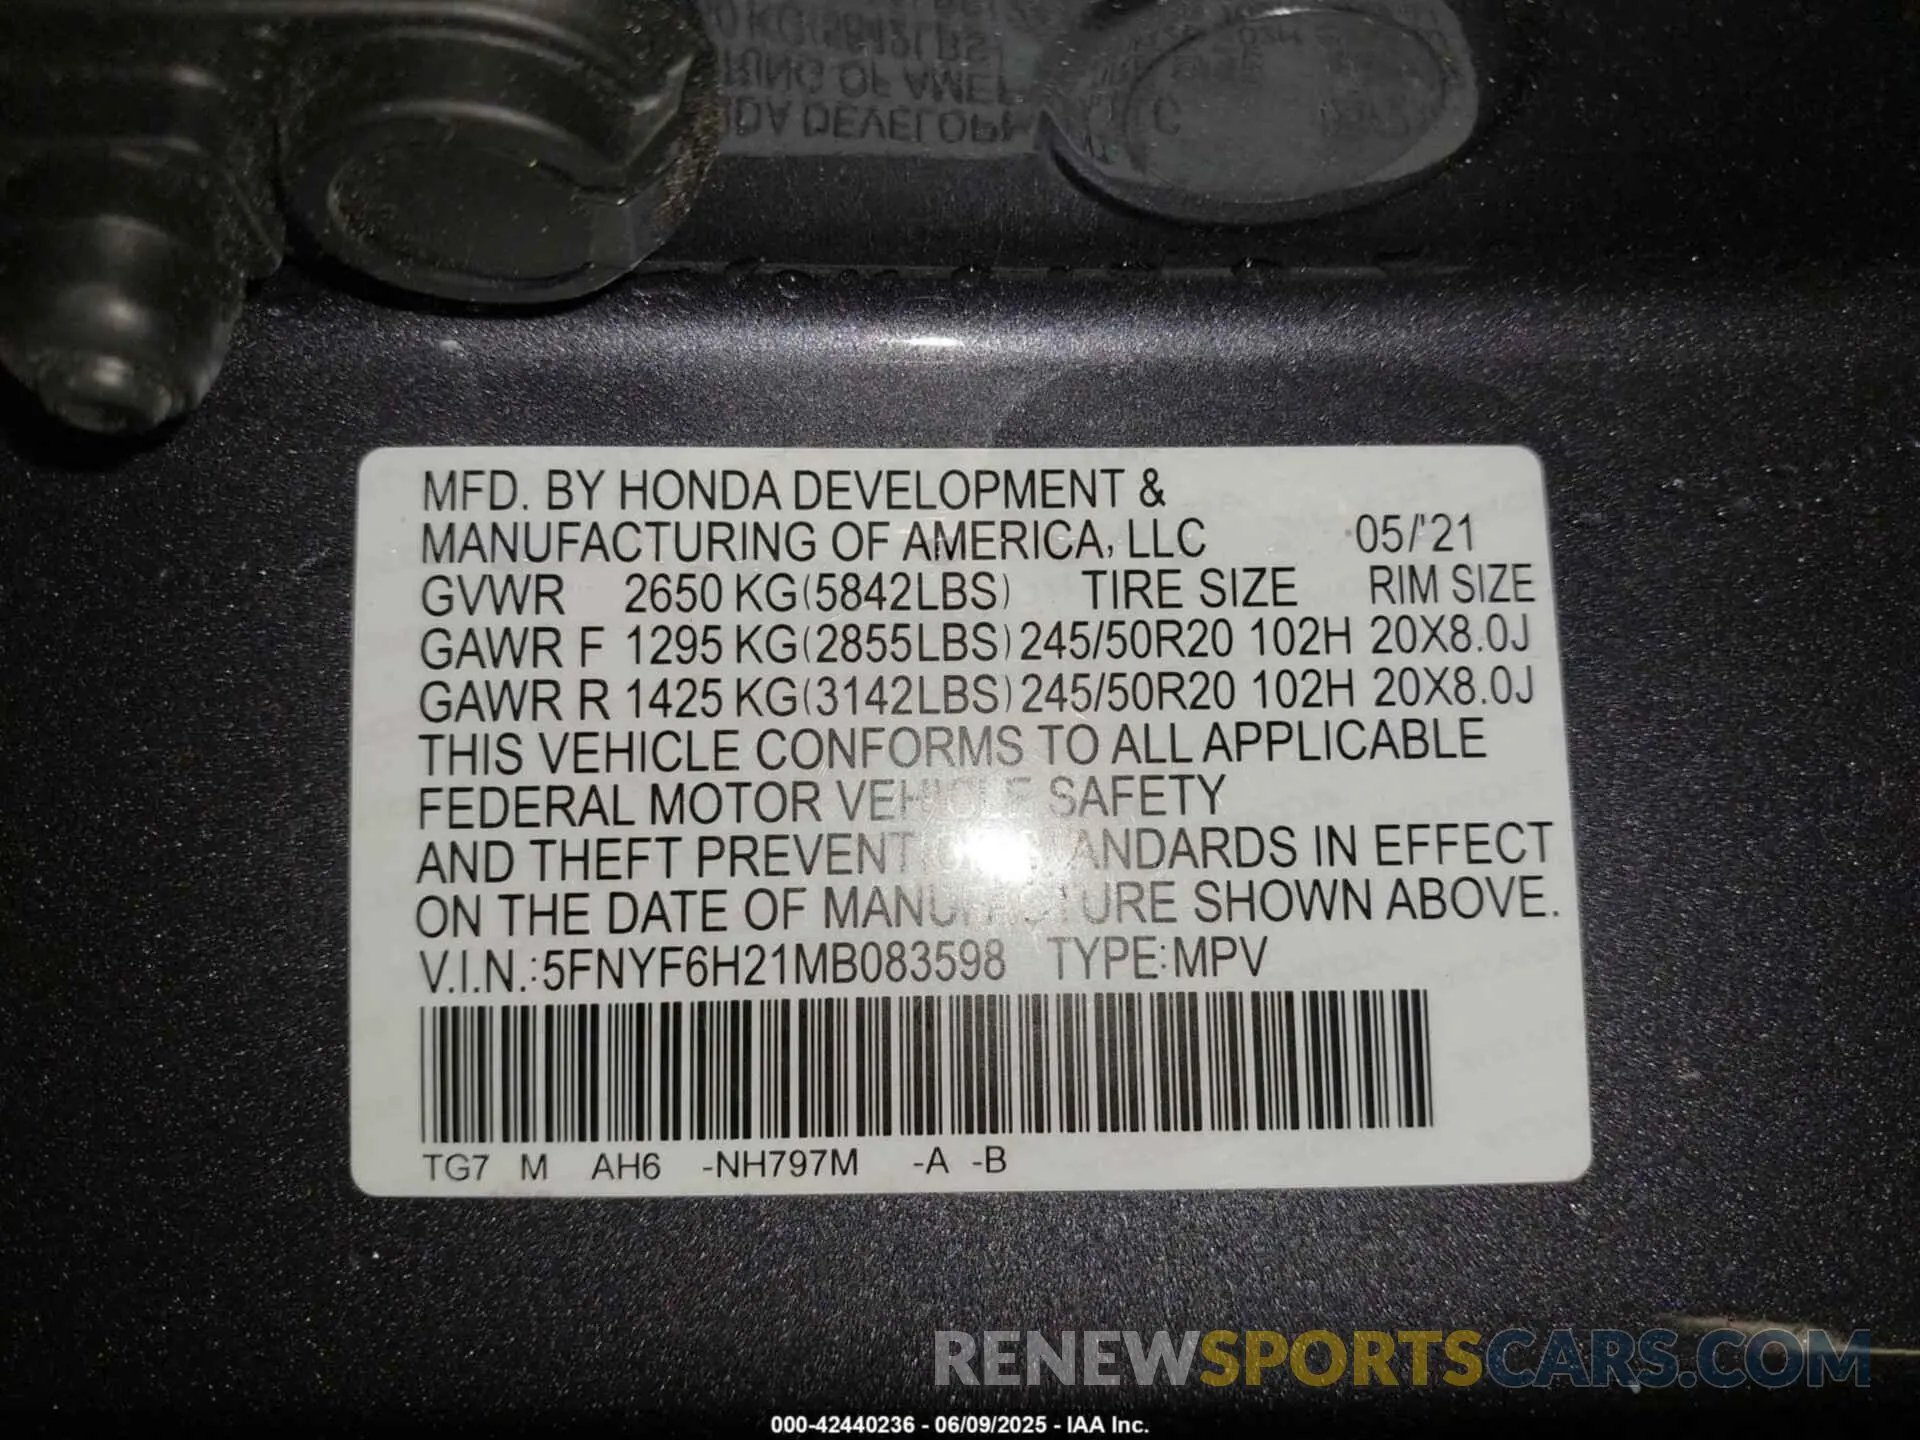 MFD. BY HONDA DEVELOPMENT &
MANUFACTURING OF AMERICA, LLC 05/'21
GVWR 2650 KG(5842LBS) TIRE SIZE RIM SIZE
GAWR F 1295 KG(2855LBS) 245/50R20 102H 20X8.0J
GAWR R 1425 KG(3142LBS) 245/50R20 102H 20X8.0J
THIS VEHICLE CONFORMS TO ALL APPLICABLE
FEDERAL MOTOR VEHICLE SAFETY
AND THEFT PREVENTION STANDARDS IN EFFECT
ON THE DATE OF MANUFACTURE SHOWN ABOVE.
V.I.N.:5FNYF6H21MB083598 TYPE:MPV
TG7 M AH6 -NH797M -A -B
RENEWSPORTSCARS.COM
000-42440236 - 06/09/2025 - IAA Inc.